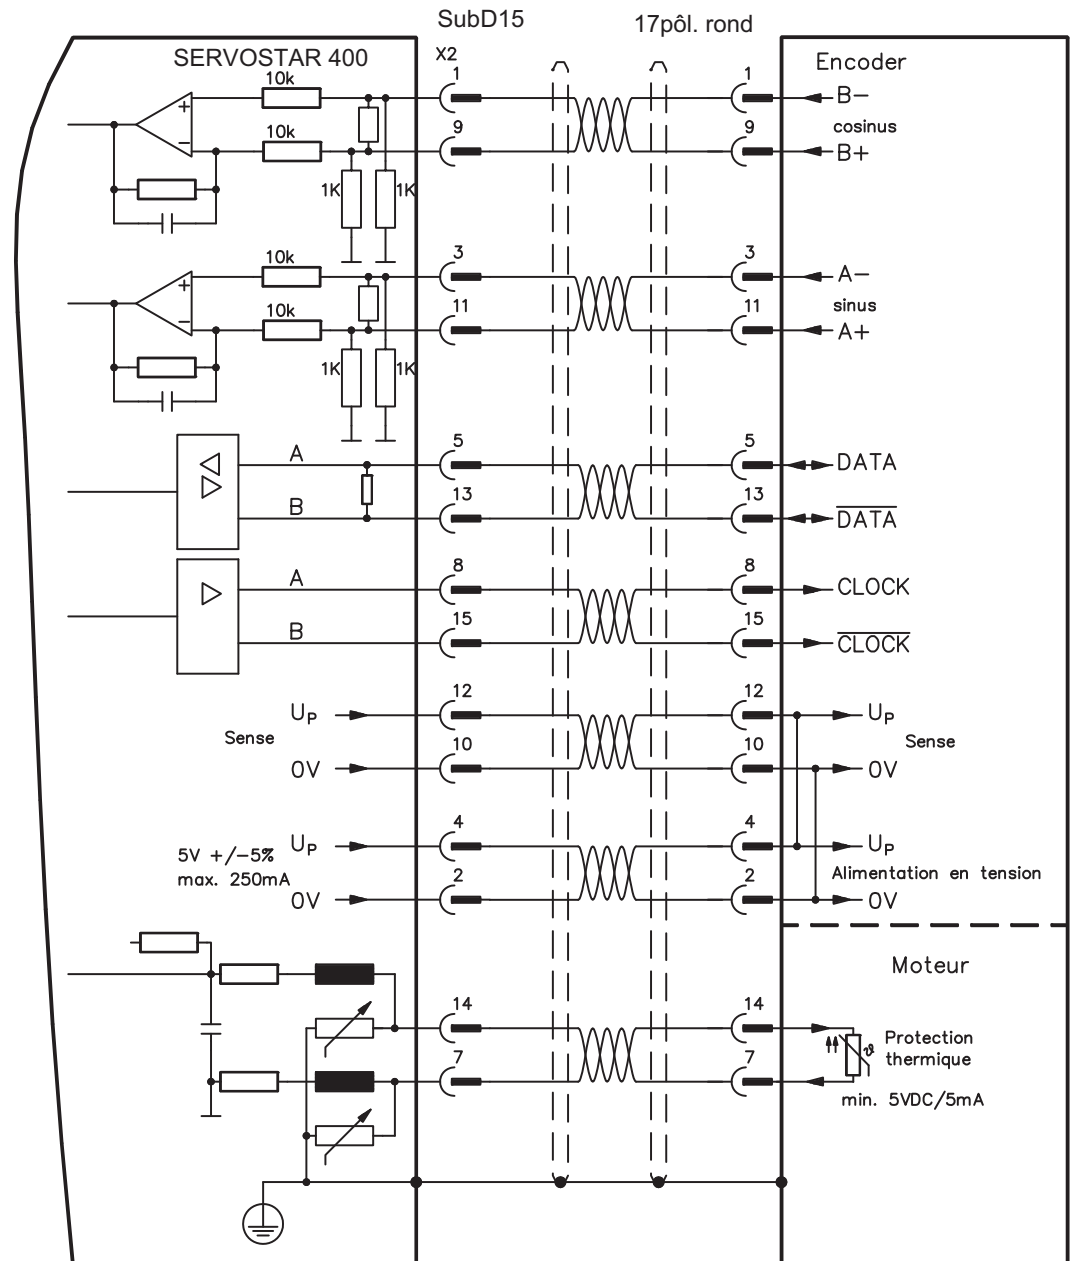 SubD15
17pôl. rond
SERVOSTAR 400
X2
Encoder
10k
1
1
B−
+
cosinus
10k
9
9
B+
−
1K
1K
10k
3
3
A−
+
sinus
10k
11
11
A+
−
1K
1K
A
5
5
DATA
B
13
13
DATA
A
8
8
CLOCK
B
15
15
CLOCK
UP
12
12
UP
Sense
Sense
0V
10
10
0V
5V +/−5%
UP
4
4
UP
max. 250mA
Alimentation en tension
0V
2
2
0V
Moteur
14
14
Protection
ϑ
thermique
7
7
min. 5VDC/5mA